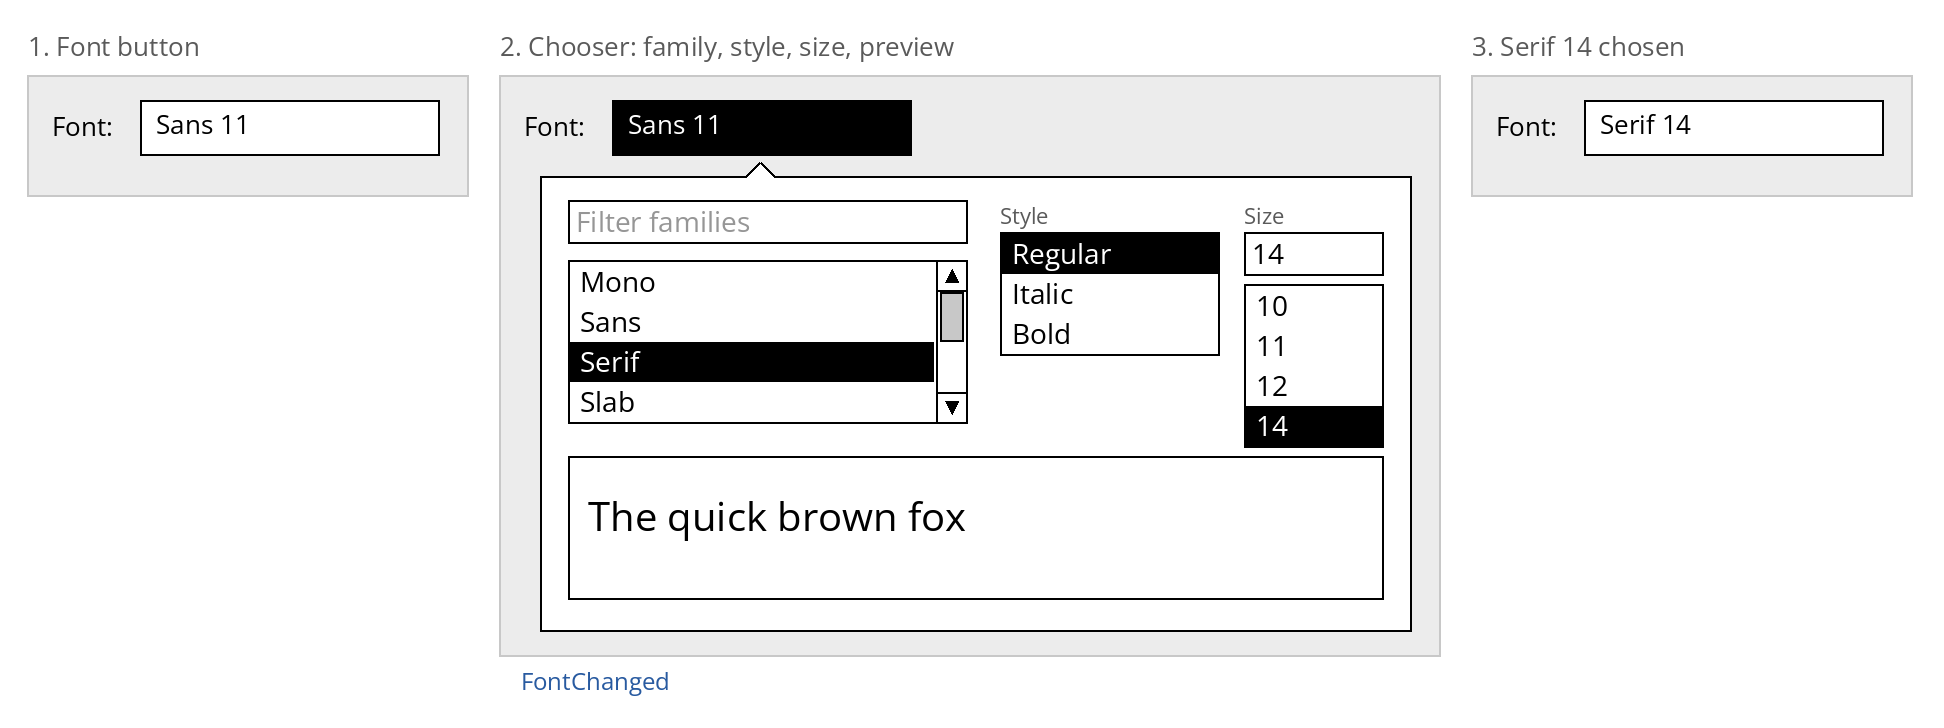 1. Font button
Font:
Sans 11
2. Chooser: family, style, size, preview
Font:
Sans 11
Filter families
Mono
Sans
Serif
Slab
Style
Regular
Italic
Bold
Size
14
10
11
12
14
The quick brown fox
FontChanged
3. Serif 14 chosen
Font:
Serif 14